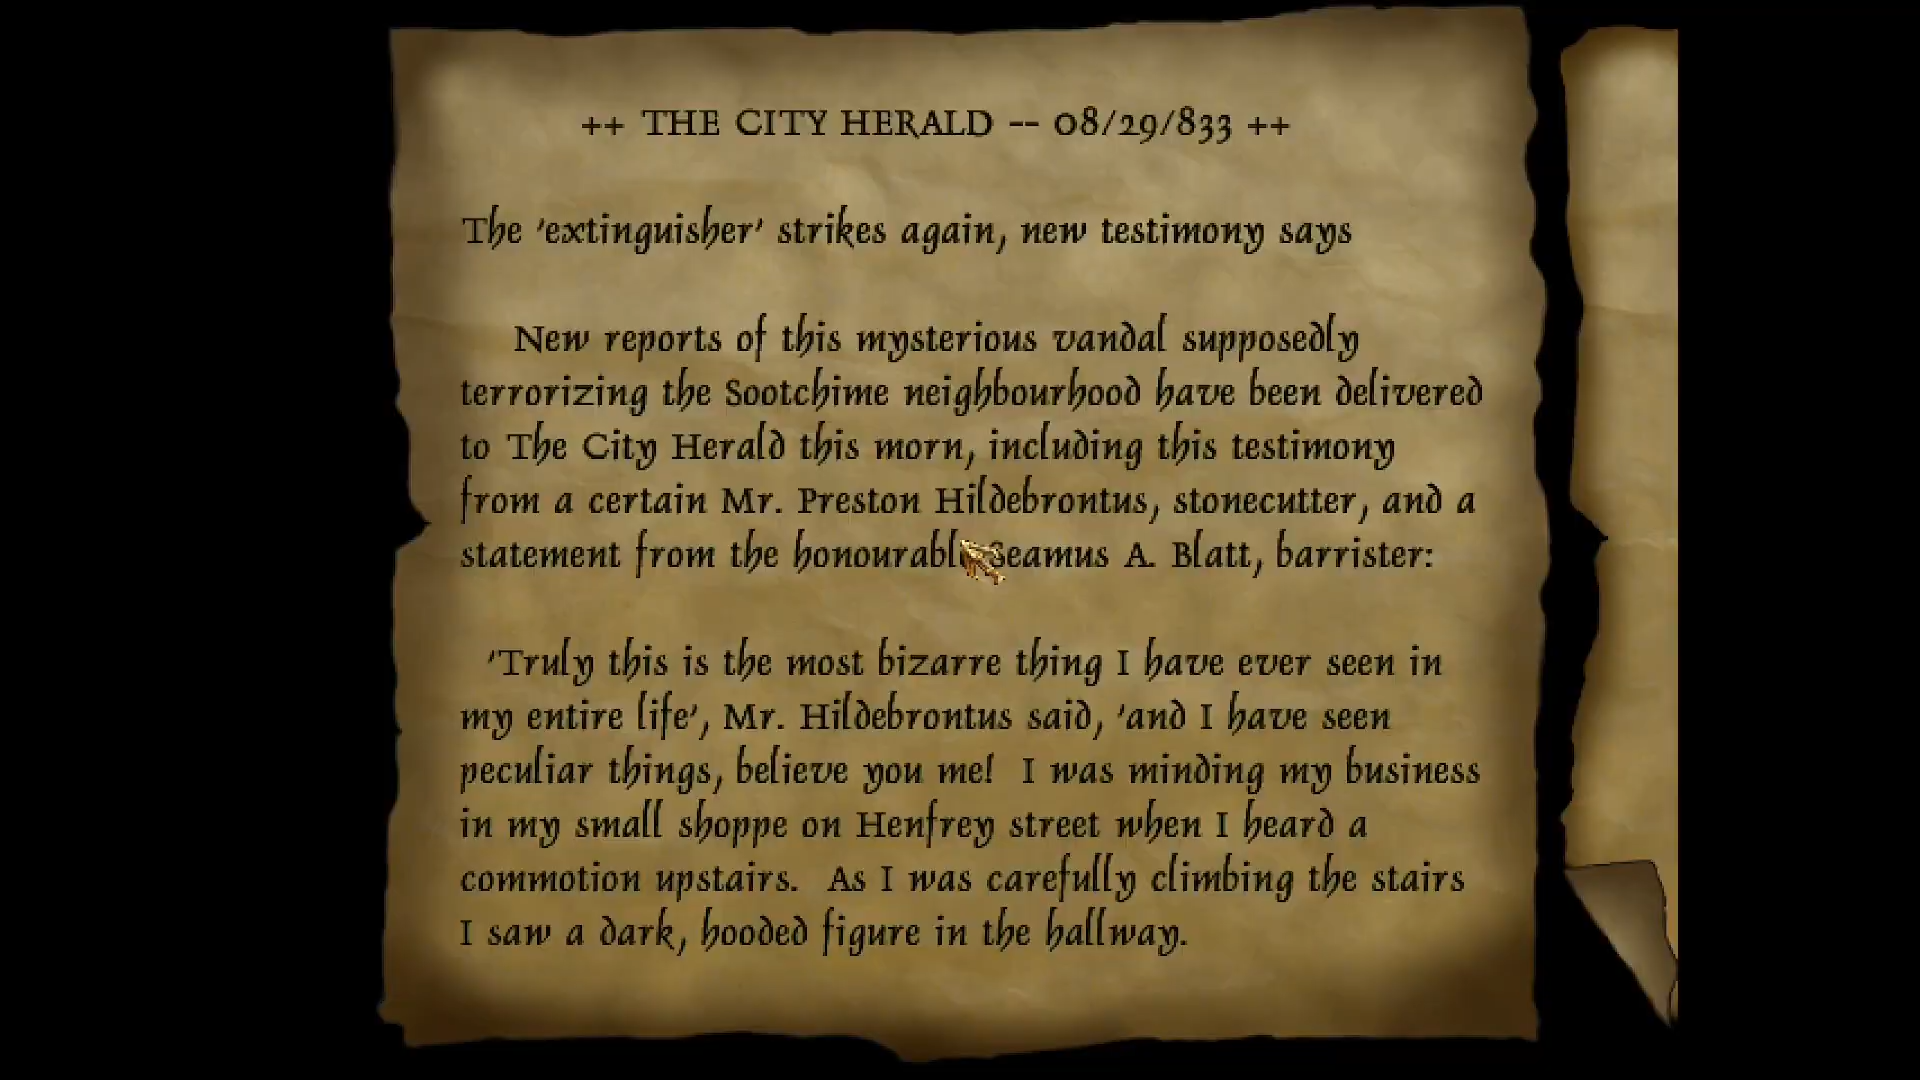 ++ THE CITY HERALD -- 08/29/833 ++
The 'extinguisher' strikes again, new testimony says
New reports of this mysterious vandal supposedly
terrorizing the Sootchime neighbourhood have been delivered
to The City Herald this morn, including this testimony
from a certain Mr. Preston Hildebrontus, stonecutter, and a
statement from the honourable Seamus A. Blatt, barrister:
'Truly this is the most bizarre thing I have ever seen in
my entire life', Mr. Hildebrontus said, 'and I have seen
peculiar things, believe you me!  I was minding my business
in my small shoppe on Henfrey street when I heard a
commotion upstairs.  As I was carefully climbing the stairs
I saw a dark, hooded figure in the hallway.